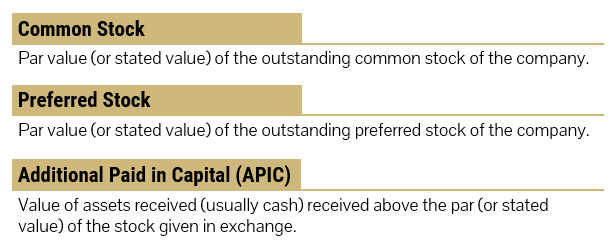 Common Stock
Par value (or stated value) of the outstanding common stock of the company.
Preferred Stock
Par value (or stated value) of the outstanding preferred stock of the company.
Additional Paid in Capital (APIC)
Value of assets received (usually cash) received above the par (or stated
value) of the stock given in exchange.